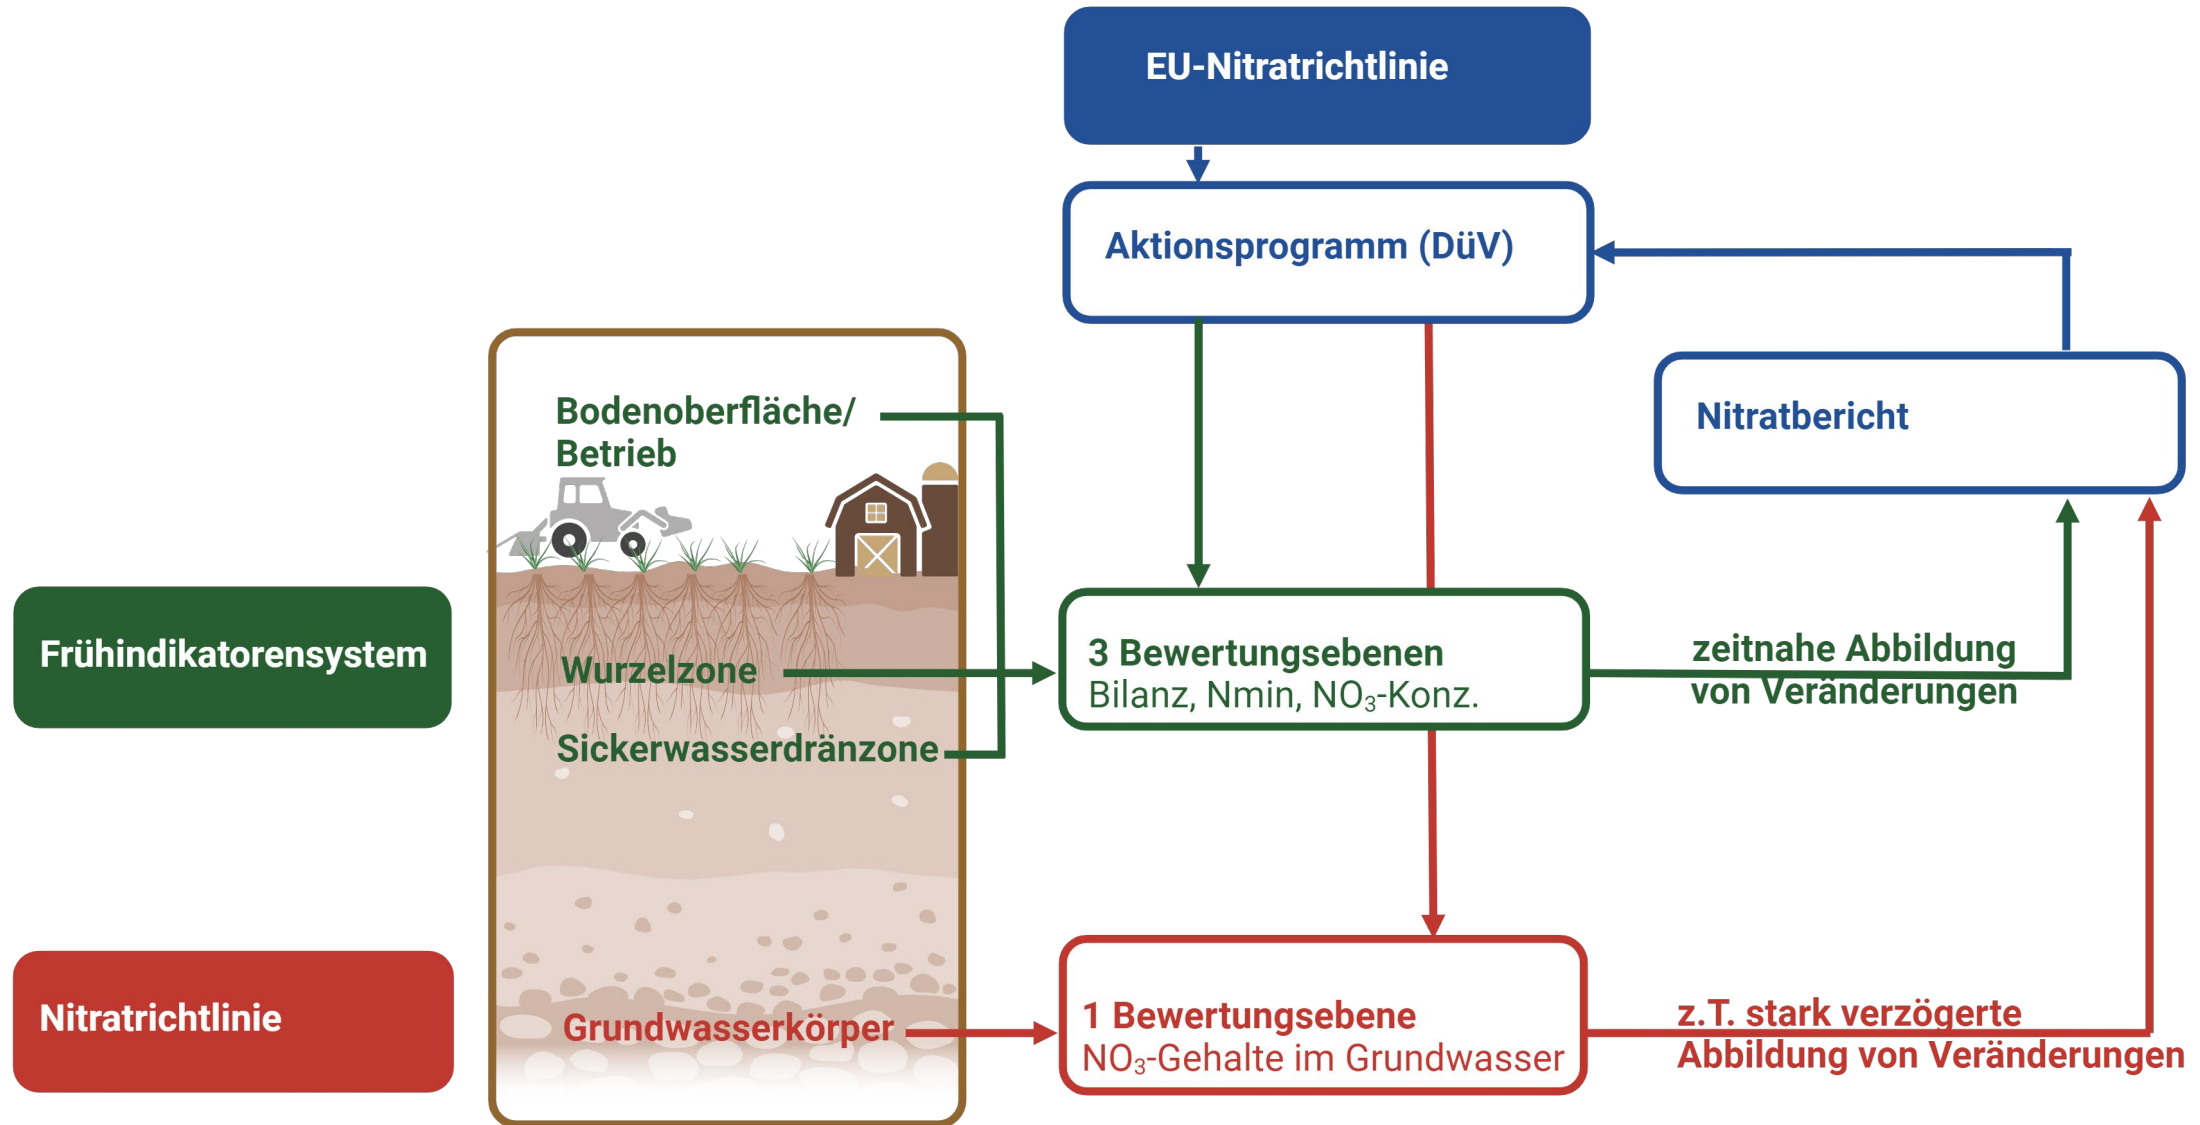 EU-Nitratrichtlinie
Aktionsprogramm (DüV)
Nitratbericht
Bodenoberfläche/
Betrieb
Frühindikatorensystem
Wurzelzone
Sickerwasserdränzone
3 Bewertungsebenen
Bilanz, Nmin, NO₃-Konz.
zeitnahe Abbildung
von Veränderungen
Nitratrichtlinie
Grundwasserkörper
1 Bewertungsebene
NO₃-Gehalte im Grundwasser
z.T. stark verzögerte
Abbildung von Veränderungen